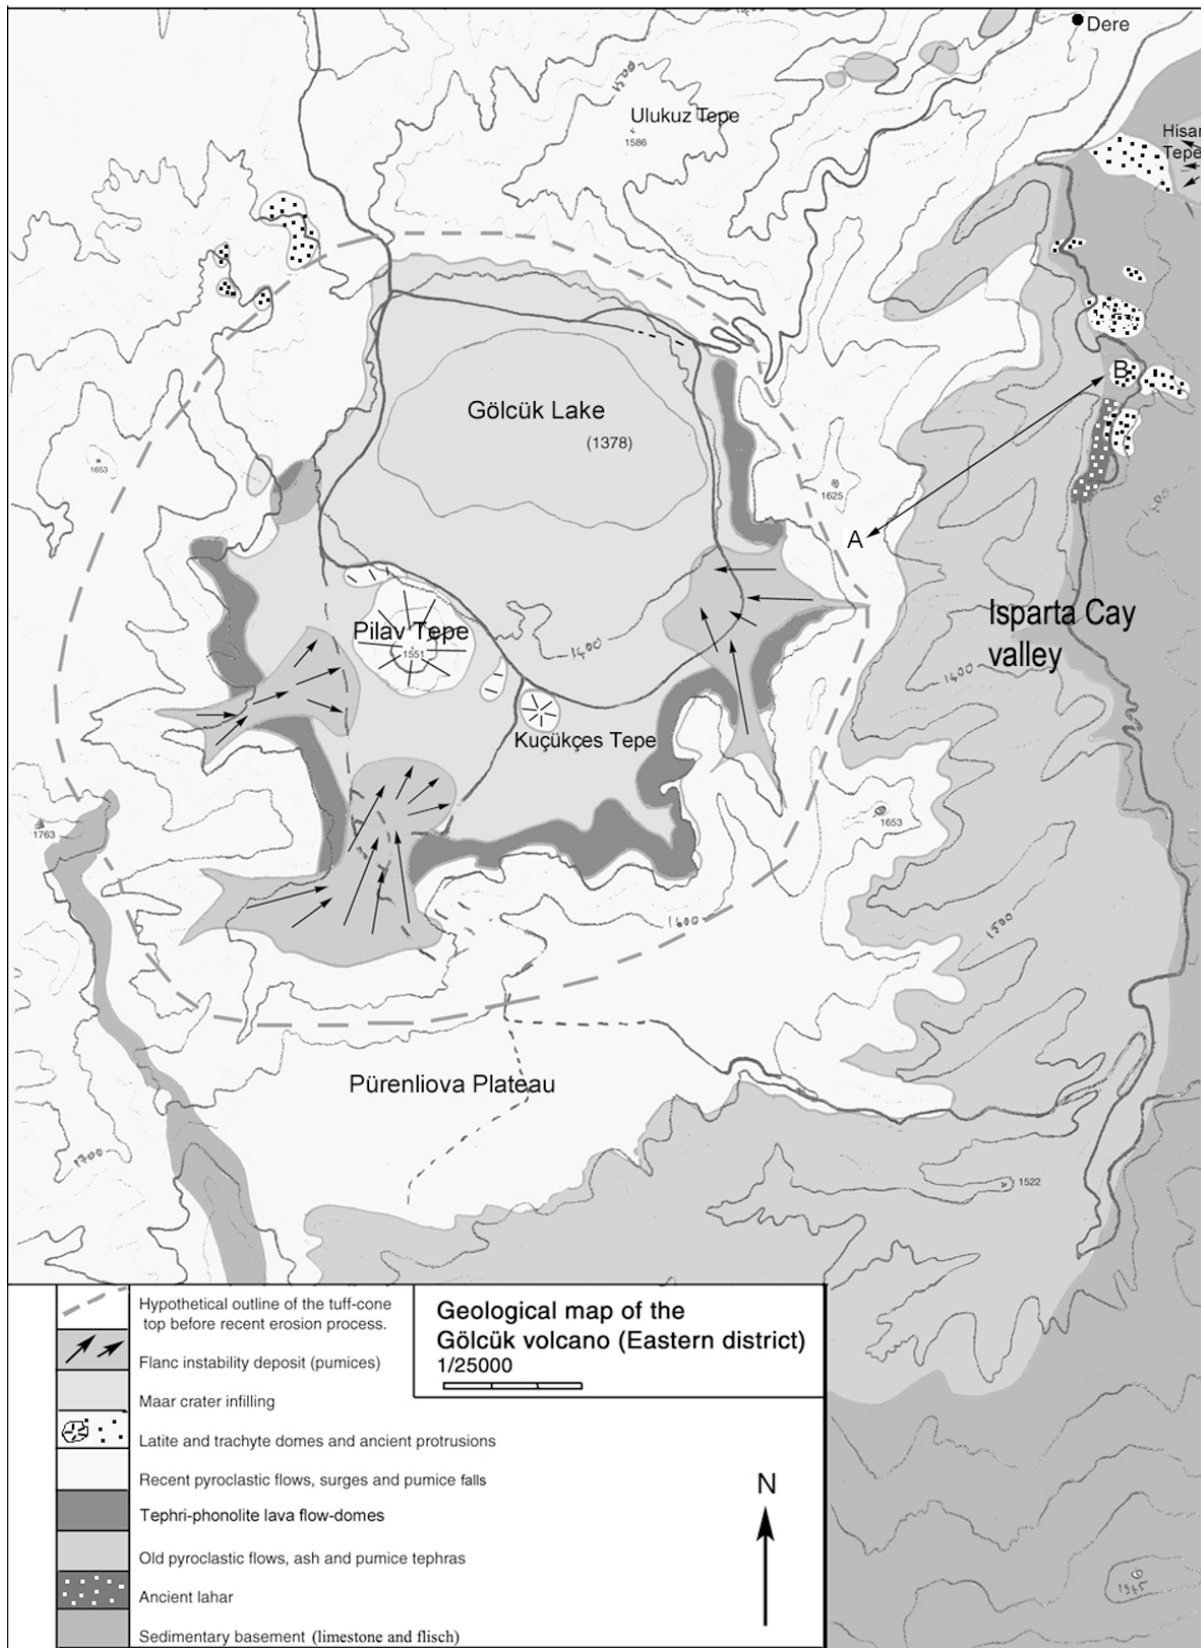 Dere
1500
Ulukuz Tepe
1586
Hisar
Tepe
Gölcük Lake
(1378)
B
1653
1625
A
Isparta Cay
valley
Pilav Tepe
1551
1400
1400
Kuçükçes Tepe
1763
1653
1600
1500
Pürenliova Plateau
1700
1522
Hypothetical outline of the tuff-cone
top before recent erosion process.
Flanc instability deposit (pumices)
Maar crater infilling
Latite and trachyte domes and ancient protrusions
Recent pyroclastic flows, surges and pumice falls
Tephri-phonolite lava flow-domes
Old pyroclastic flows, ash and pumice tephras
Ancient lahar
Sedimentary basement (limestone and flisch)
Geological map of the
Gölcük volcano (Eastern district)
1/25000
N
1545